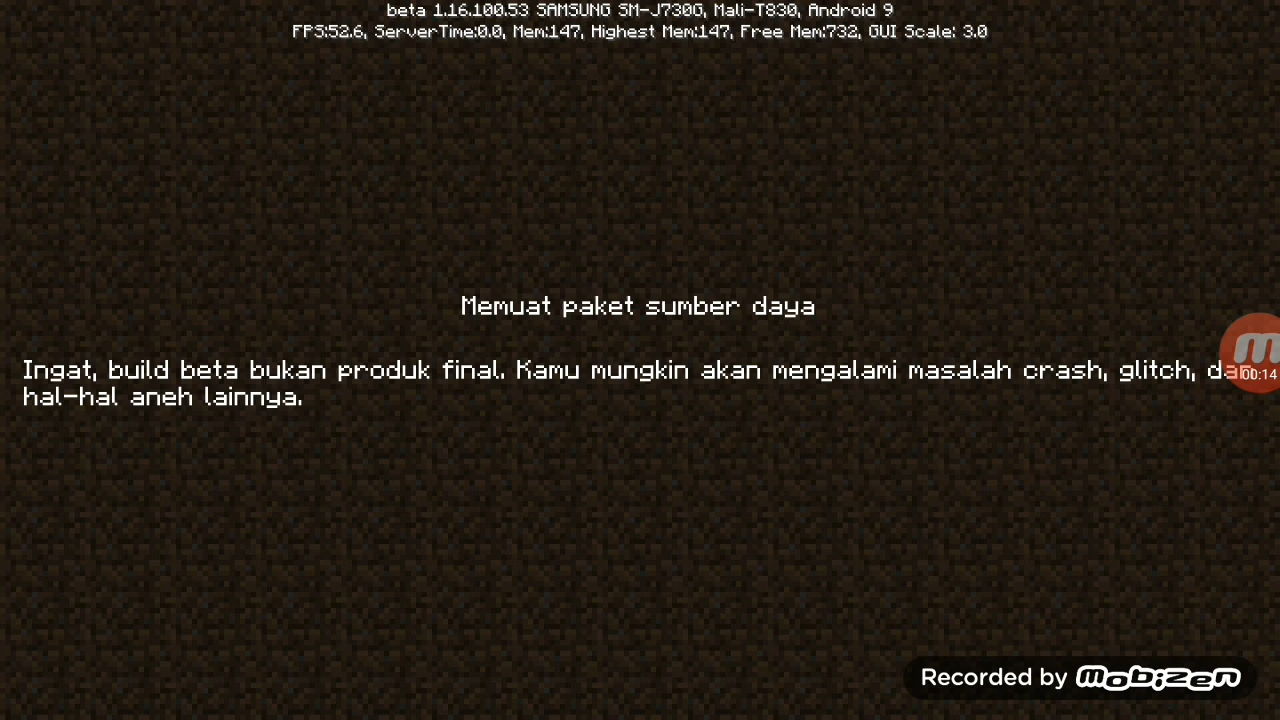 beta 1.16.100.53 SAMSUNG SM-J730G, Mali-T830, Android 9
FPS:52.6, ServerTime:0.0, Mem:147, Highest Mem:147, Free Mem:732, GUI Scale: 3.0
Memuat paket sumber daya
Ingat, build beta bukan produk final. Kamu mungkin akan mengalami masalah crash, glitch, dan
hal-hal aneh lainnya.
00:14
Recorded by mobizen